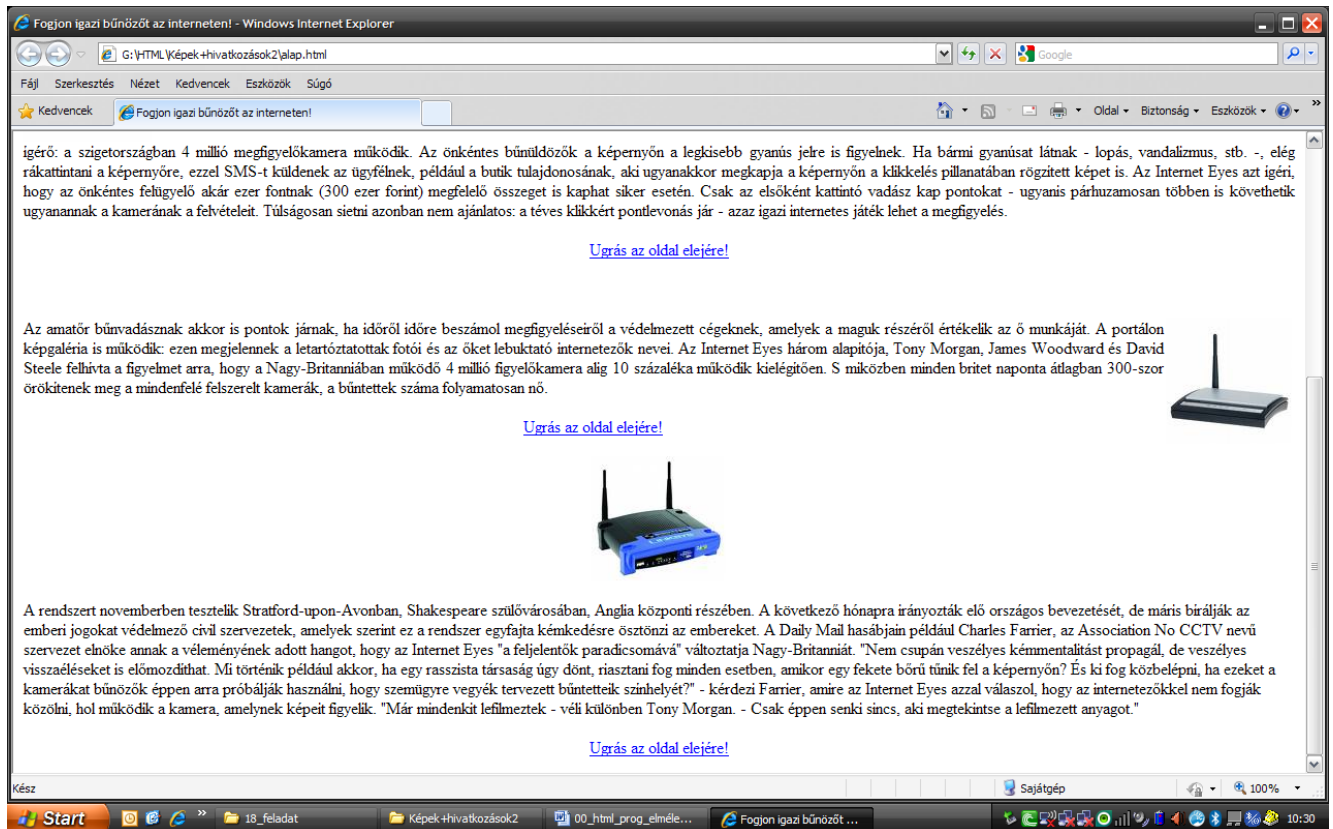 Fogjon igazi bűnözőt az interneten! - Windows Internet Explorer
G:\HTML\Képek+hivatkozások2\alap.html
Google
Fájl Szerkesztés Nézet Kedvencek Eszközök Súgó
Kedvencek
Fogjon igazi bűnözőt az interneten!
Oldal
Biztonság
Eszközök
ígérő: a szigetországban 4 millió megfigyelőkamera működik. Az önkéntes bűnüldözők a képernyőn a legkisebb gyanús jelre is figyelnek. Ha bármi gyanúsat látnak - lopás, vandalizmus, stb. -, elég
rákattintani a képernyőre, ezzel SMS-t küldenek az ügyfélnek, például a butik tulajdonosának, aki ugyanakkor megkapja a képernyőn a klikkelés pillanatában rögzített képet is. Az Internet Eyes azt ígéri,
hogy az önkéntes felügyelő akár ezer fontnak (300 ezer forint) megfelelő összeget is kaphat siker esetén. Csak az elsőként kattintó vadász kap pontokat - ugyanis párhuzamosan többen is követhetik
ugyanannak a kamerának a felvételeit. Túlságosan sietni azonban nem ajánlatos: a téves klikkért pontlevonás jár - azaz igazi internetes játék lehet a megfigyelés.
Ugrás az oldal elejére!
Az amatőr bűnvadásznak akkor is pontok járnak, ha időről időre beszámol megfigyeléseiről a védelmezett cégeknek, amelyek a maguk részéről értékelik az ő munkáját. A portálon
képgaléria is működik: ezen megjelennek a letartóztatottak fotói és az őket lebuktató internetezők nevei. Az Internet Eyes három alapítója, Tony Morgan, James Woodward és David
Steele felhívta a figyelmet arra, hogy a Nagy-Britanniában működő 4 millió figyelőkamera alig 10 százaléka működik kielégítően. S miközben minden britet naponta átlagban 300-szor
örökítenek meg a mindenfelé felszerelt kamerák, a bűntettek száma folyamatosan nő.
Ugrás az oldal elejére!
A rendszert novemberben tesztelik Stratford-upon-Avonban, Shakespeare szülővárosában, Anglia központi részében. A következő hónapra irányozták elő országos bevezetését, de máris bírálják az
emberi jogokat védelmező civil szervezetek, amelyek szerint ez a rendszer egyfajta kémkedésre ösztönzi az embereket. A Daily Mail hasábjain például Charles Farrier, az Association No CCTV nevű
szervezet elnöke annak a véleményének adott hangot, hogy az Internet Eyes "a feljelentők paradicsomává" változtatja Nagy-Britanniát. "Nem csupán veszélyes kémmentalitást propagál, de veszélyes
visszaéléseket is előmozdíthat. Mi történik például akkor, ha egy rasszista társaság úgy dönt, riasztani fog minden esetben, amikor egy fekete bőrű tűnik fel a képernyőn? És ki fog közbelépni, ha ezeket a
kamerákat bűnözők éppen arra próbálják használni, hogy szemügyre vegyék tervezett bűntetteik színhelyét?" - kérdezi Farrier, amire az Internet Eyes azzal válaszol, hogy az internetezőkkel nem fogják
közölni, hol működik a kamera, amelynek képeit figyelik. "Már mindenkit lefilmeztek - véli különben Tony Morgan. - Csak éppen senki sincs, aki megtekintse a lefilmezett anyagot."
Ugrás az oldal elejére!
Kész
Sajátgép
100%
Start
18_feladat
Képek+hivatkozások2
00_html_prog_elméle...
Fogjon igazi bűnözőt ...
10:30